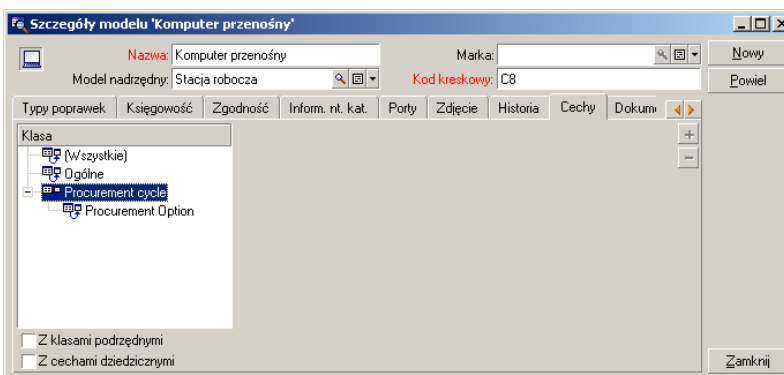 Szczegóły modelu 'Komputer przenośny'
Nazwa: Komputer przenośny Marka: Nowy
Model nadrzędny: Stacja robocza Kod kreskowy: C8 Powiel
Typy poprawek Księgowość Zgodność Inform. nt. kat. Porty Zdjęcie Historia Cechy Dokum
Klasa
(Wszystkie)
Ogólne
Procurement cycle
Procurement Option
Z klasami podrzędnymi
Z cechami dziedzicznymi Zamknij